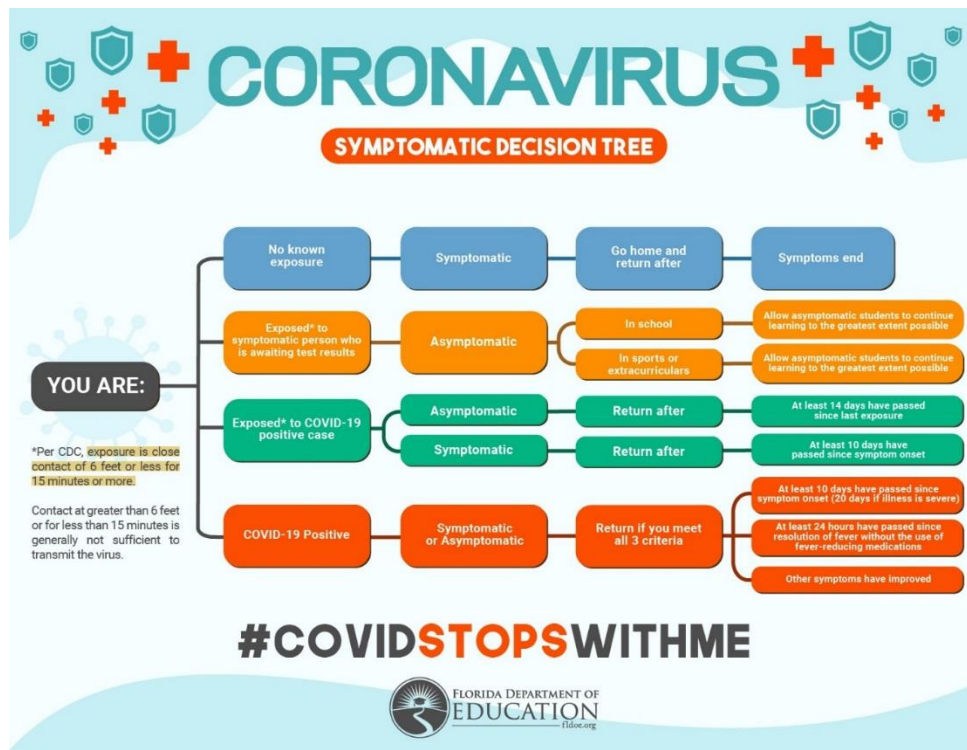 CORONAVIRUS
SYMPTOMATIC DECISION TREE
YOU ARE:
*Per CDC, exposure is close
contact of 6 feet or less for
15 minutes or more.
Contact at greater than 6 feet
or for less than 15 minutes is
generally not sufficient to
transmit the virus.
No known
exposure
Symptomatic
Go home and
return after
Symptoms end
Exposed* to
symptomatic person who
is awaiting test results
Asymptomatic
In school
Allow asymptomatic students to continue
learning to the greatest extent possible
In sports or
extracurriculars
Allow asymptomatic students to continue
learning to the greatest extent possible
Exposed* to COVID-19
positive case
Asymptomatic
Return after
At least 14 days have passed
since last exposure
Symptomatic
Return after
At least 10 days have
passed since symptom onset
COVID-19 Positive
Symptomatic
or Asymptomatic
Return if you meet
all 3 criteria
At least 10 days have passed since
symptom onset (20 days if illness is severe)
At least 24 hours have passed since
resolution of fever without the use of
fever-reducing medications
Other symptoms have improved
#COVIDSTOPSWITHME
FLORIDA DEPARTMENT OF
EDUCATION
fldoe.org